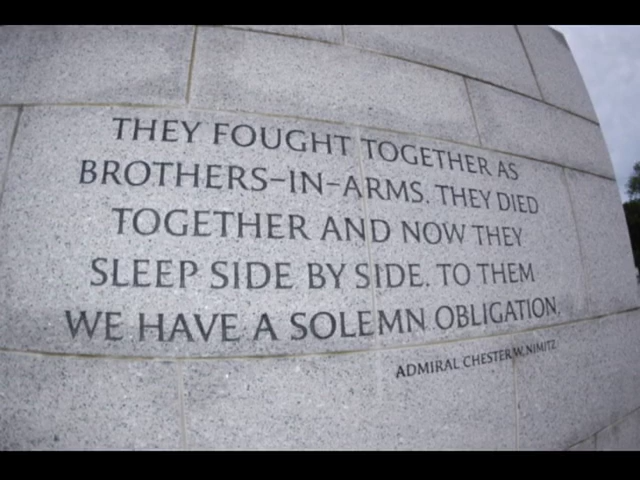 THEY FOUGHT TOGETHER AS
BROTHERS-IN-ARMS. THEY DIED
TOGETHER AND NOW THEY
SLEEP SIDE BY SIDE. TO THEM
WE HAVE A SOLEMN OBLIGATION.
ADMIRAL CHESTER W. NIMITZ